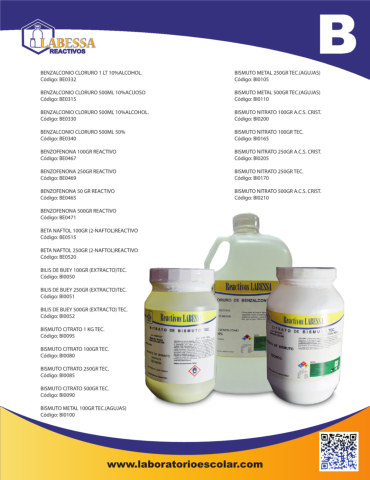 LABESSA
REACTIVOS
B
BENZALCONIO CLORURO 1 LT 10%ALCOHOL.
Código: BE0332
BENZALCONIO CLORURO 500ML 10%ACUOSO
Código: BE0315
BENZALCONIO CLORURO 500ML 10%ALCOHOL.
Código: BE0330
BENZALCONIO CLORURO 500ML 50%
Código: BE0340
BENZOFENONA 100GR REACTIVO
Código: BE0467
BENZOFENONA 250GR REACTIVO
Código: BE0469
BENZOFENONA 50 GR REACTIVO
Código: BE0465
BENZOFENONA 500GR REACTIVO
Código: BE0471
BETA NAFTOL 100GR (2-NAFTOL)REACTIVO
Código: BE0515
BETA NAFTOL 250GR (2-NAFTOL)REACTIVO
Código: BE0520
BILIS DE BUEY 100GR (EXTRACTO)TEC.
Código: BI0050
BILIS DE BUEY 250GR (EXTRACTO)TEC.
Código: BI0051
BILIS DE BUEY 500GR (EXTRACTO) TEC.
Código: BI0052
BISMUTO CITRATO 1 KG TEC.
Código: BI0095
BISMUTO CITRATO 100GR TEC.
Código: BI0080
BISMUTO CITRATO 250GR TEC.
Código: BI0085
BISMUTO CITRATO 500GR TEC.
Código: BI0090
BISMUTO METAL 100GR TEC.(AGUJAS)
Código: BI0100
BISMUTO METAL 250GR TEC.(AGUJAS)
Código: BI0105
BISMUTO METAL 500GR TEC.(AGUJAS)
Código: BI0110
BISMUTO NITRATO 100GR A.C.S. CRIST.
Código: BI0200
BISMUTO NITRATO 100GR TEC.
Código: BI0165
BISMUTO NITRATO 250GR A.C.S. CRIST.
Código: BI0205
BISMUTO NITRATO 250GR TEC.
Código: BI0170
BISMUTO NITRATO 500GR A.C.S. CRIST.
Código: BI0210
Reactivos LABESSA
CLORURO DE BENZALCONI
Reactivos LABESSA
CITRATO DE BISMUTO
Reactivos LABESSA
www.laboratorioescolar.com